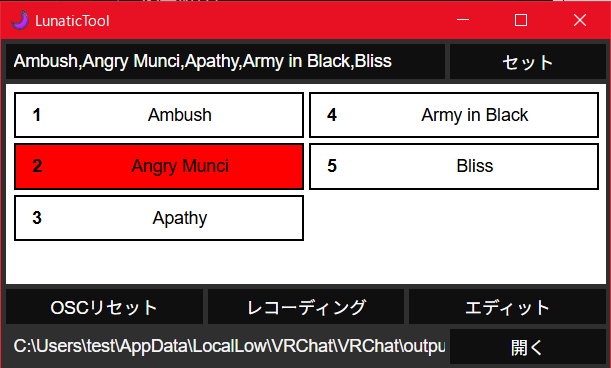 LunaticTool
Ambush,Angry Munci,Apathy,Army in Black,Bliss セット
1 Ambush
2 Angry Munci
3 Apathy
4 Army in Black
5 Bliss
OSCリセット レコーディング エディット
C:\Users\test\AppData\LocalLow\VRChat\VRChat\outpu 開く